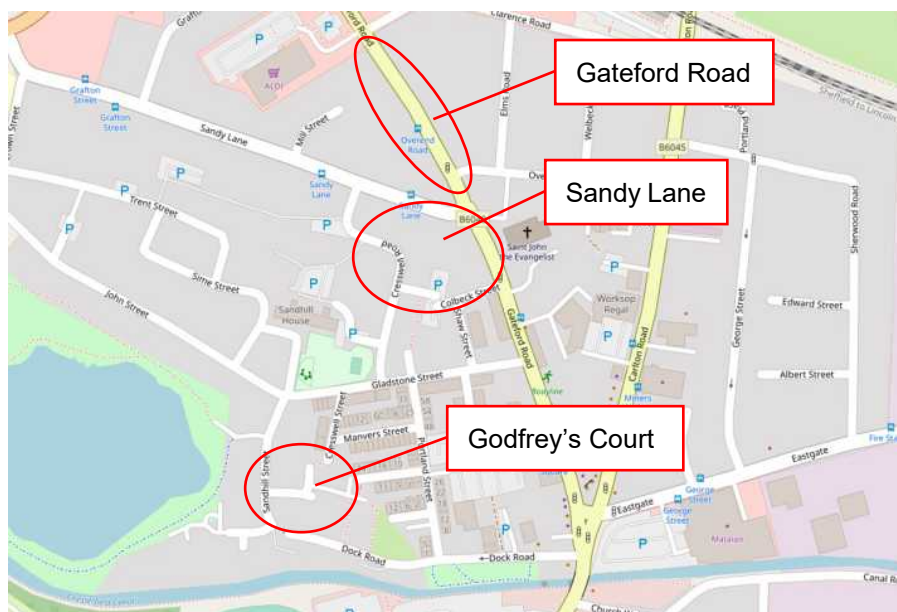 Clarence Road
Gateford Road
Gateford Road
P
P
P
ALDI
Grafton
Street
Grafton
Street
Elms Road
Portland
Sheffield to Lincoln
Mill Street
Sandy Lane
Overend
Road
B6045
Sandy Lane
Sandy
Lane
Sandy
Lane
P
P
Trent Street
Saint John
the Evangelist
Sherwood Road
Cresswell Road
P
P
Colbeck Street
Sime Street
John Street
Sandhill
House
P
Shaw Street
Gateford Road
Worksop
Regal
P
George Street
Edward Street
Carlton Road
Gladstone Street
Albert Street
Cresswell Street
Manvers Street
Godfrey's Court
Portland Street
Sandhill Street
Eastgate
Eastgate
George
Street
George
Street
P
P
P
Matalan
Dock Road
←Dock Road
Canal
P
P